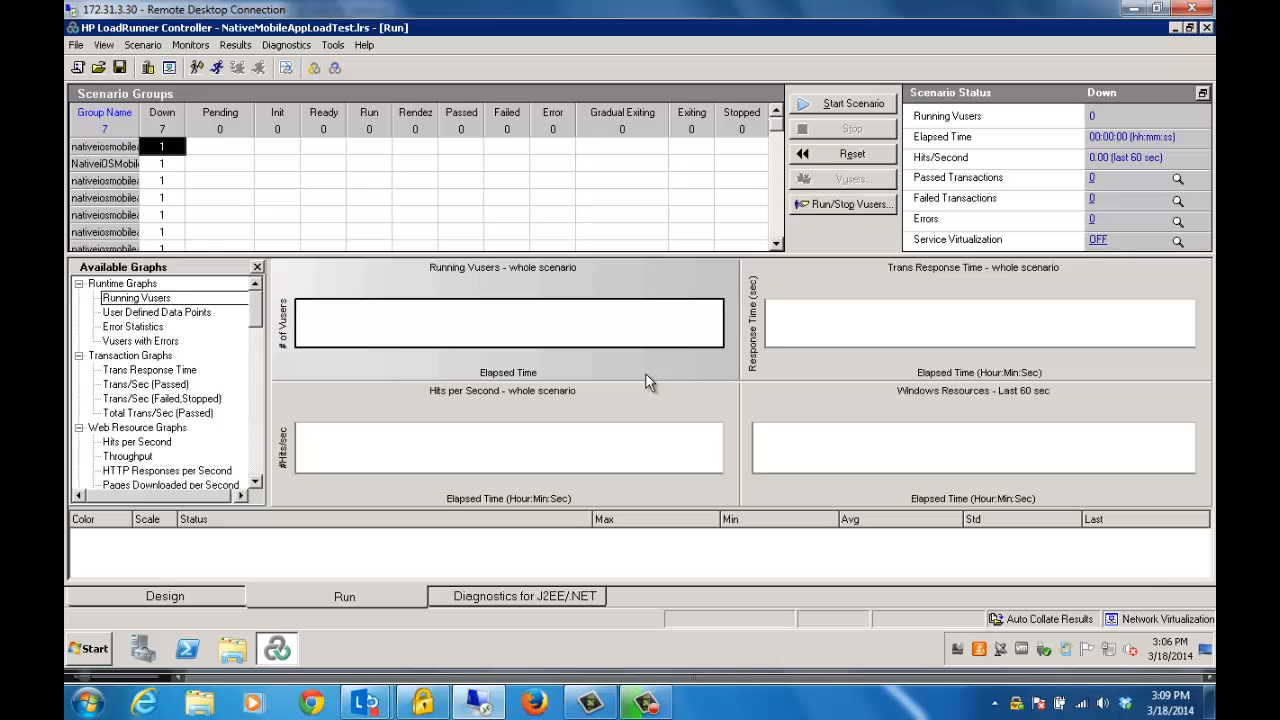 172.31.3.30 - Remote Desktop Connection
HP LoadRunner Controller - NativeMobileAppLoadTest.lrs - [Run]
File View Scenario Monitors Results Diagnostics Tools Help
Scenario Groups
Group Name Down Pending Init Ready Run Rendez Passed Failed Error Gradual Exiting Exiting Stopped
7 7 0 0 0 0 0 0 0 0 0 0 0
nativeiosmobilea 1
NativeiOSMobile 1
nativeiosmobilea 1
nativeiosmobilea 1
nativeiosmobilea 1
nativeiosmobilea 1
nativeiosmobilea 1
Start Scenario
Stop
Reset
Vusers...
Run/Stop Vusers...
Scenario Status Down
Running Vusers 0
Elapsed Time 00:00:00 (hh:mm:ss)
Hits/Second 0.00 (last 60 sec)
Passed Transactions 0
Failed Transactions 0
Errors 0
Service Virtualization OFF
Available Graphs
Runtime Graphs
Running Vusers
User Defined Data Points
Error Statistics
Vusers with Errors
Transaction Graphs
Trans Response Time
Trans/Sec (Passed)
Trans/Sec (Failed,Stopped)
Total Trans/Sec (Passed)
Web Resource Graphs
Hits per Second
Throughput
HTTP Responses per Second
Pages Downloaded per Second
Running Vusers - whole scenario
# of Vusers
Elapsed Time
Trans Response Time - whole scenario
Response Time (sec)
Elapsed Time (Hour:Min:Sec)
Hits per Second - whole scenario
#Hits/sec
Elapsed Time (Hour:Min:Sec)
Windows Resources - Last 60 sec
Elapsed Time (Hour:Min:Sec)
Color Scale Status Max Min Avg Std Last
Design Run Diagnostics for J2EE/.NET
Auto Collate Results Network Virtualization
Start
3:06 PM
3/18/2014
3:09 PM
3/18/2014